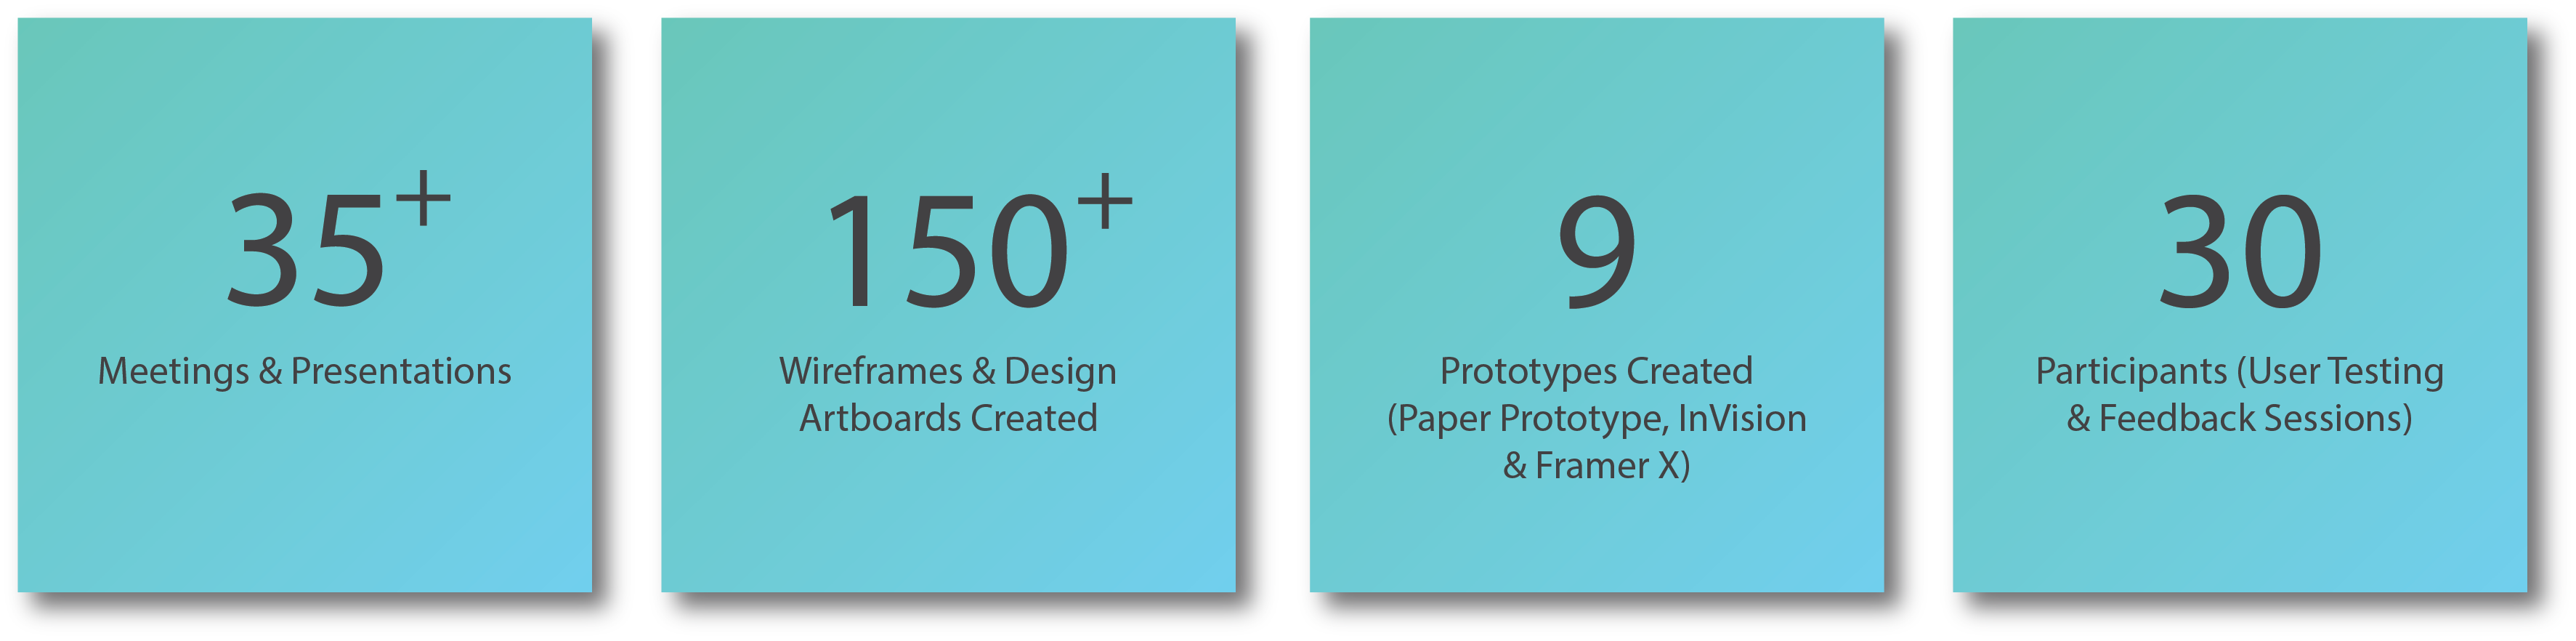 35+
Meetings & Presentations
150+
Wireframes & Design
Artboards Created
9
Prototypes Created
(Paper Prototype, InVision
& Framer X)
30
Participants (User Testing
& Feedback Sessions)